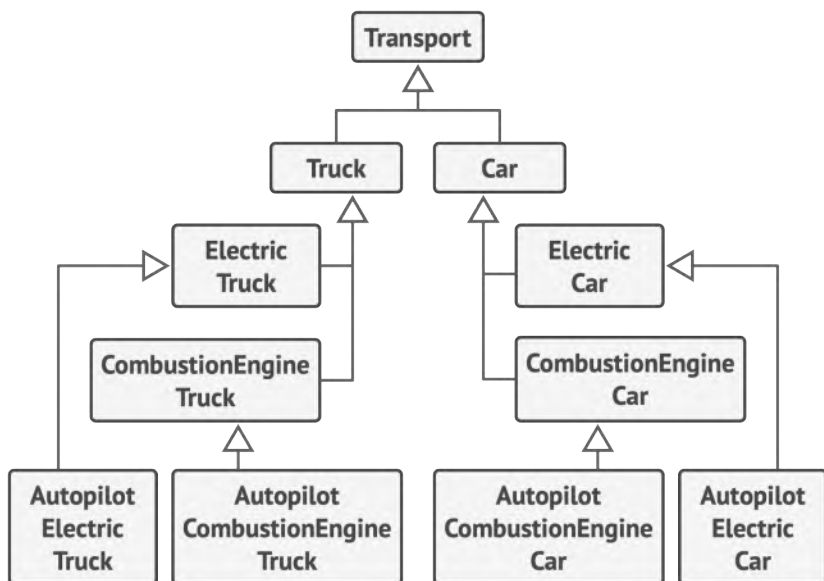 Transport
Truck
Car
Electric
Truck
Electric
Car
CombustionEngine
Truck
CombustionEngine
Car
Autopilot
Electric
Truck
Autopilot
CombustionEngine
Truck
Autopilot
CombustionEngine
Car
Autopilot
Electric
Car